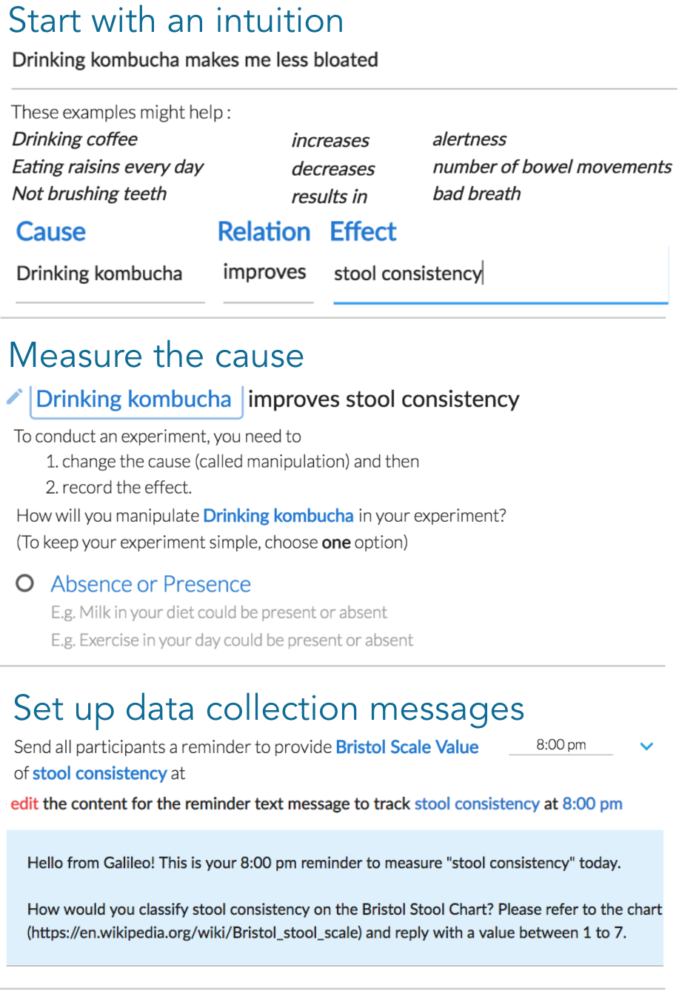 Start with an intuition
Drinking kombucha makes me less bloated
These examples might help :
Drinking coffee increases alertness
Eating raisins every day decreases number of bowel movements
Not brushing teeth results in bad breath
Cause Relation Effect
Drinking kombucha improves stool consistency
Measure the cause
Drinking kombucha improves stool consistency
To conduct an experiment, you need to
1. change the cause (called manipulation) and then
2. record the effect.
How will you manipulate Drinking kombucha in your experiment?
(To keep your experiment simple, choose one option)
Absence or Presence
E.g. Milk in your diet could be present or absent
E.g. Exercise in your day could be present or absent
Set up data collection messages
Send all participants a reminder to provide Bristol Scale Value 8:00 pm
of stool consistency at
edit the content for the reminder text message to track stool consistency at 8:00 pm
Hello from Galileo! This is your 8:00 pm reminder to measure "stool consistency" today.
How would you classify stool consistency on the Bristol Stool Chart? Please refer to the chart
(https://en.wikipedia.org/wiki/Bristol_stool_scale) and reply with a value between 1 to 7.